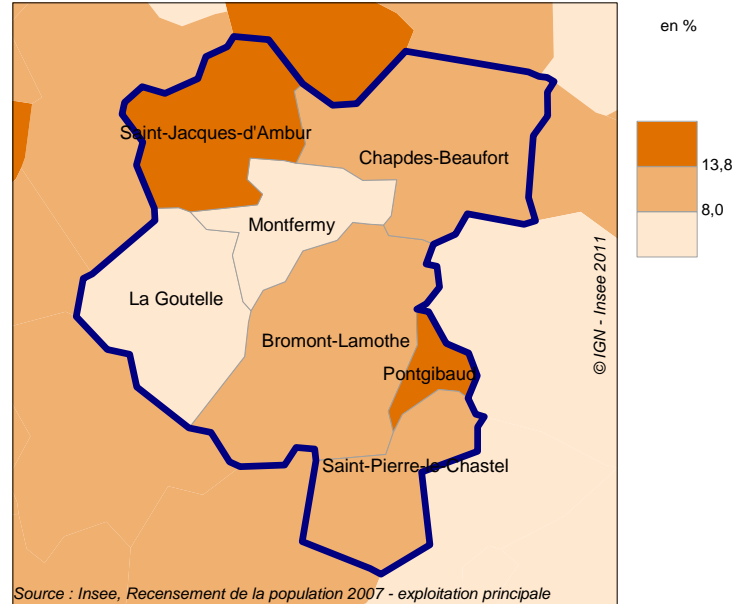 en %
Saint-Jacques-d'Ambur
Chapdes-Beaufort
13,8
8,0
Montfermy
© IGN - Insee 2011
La Goutelle
Bromont-Lamothe
Pontgibaud
Saint-Pierre-le-Chastel
Source : Insee, Recensement de la population 2007 - exploitation principale